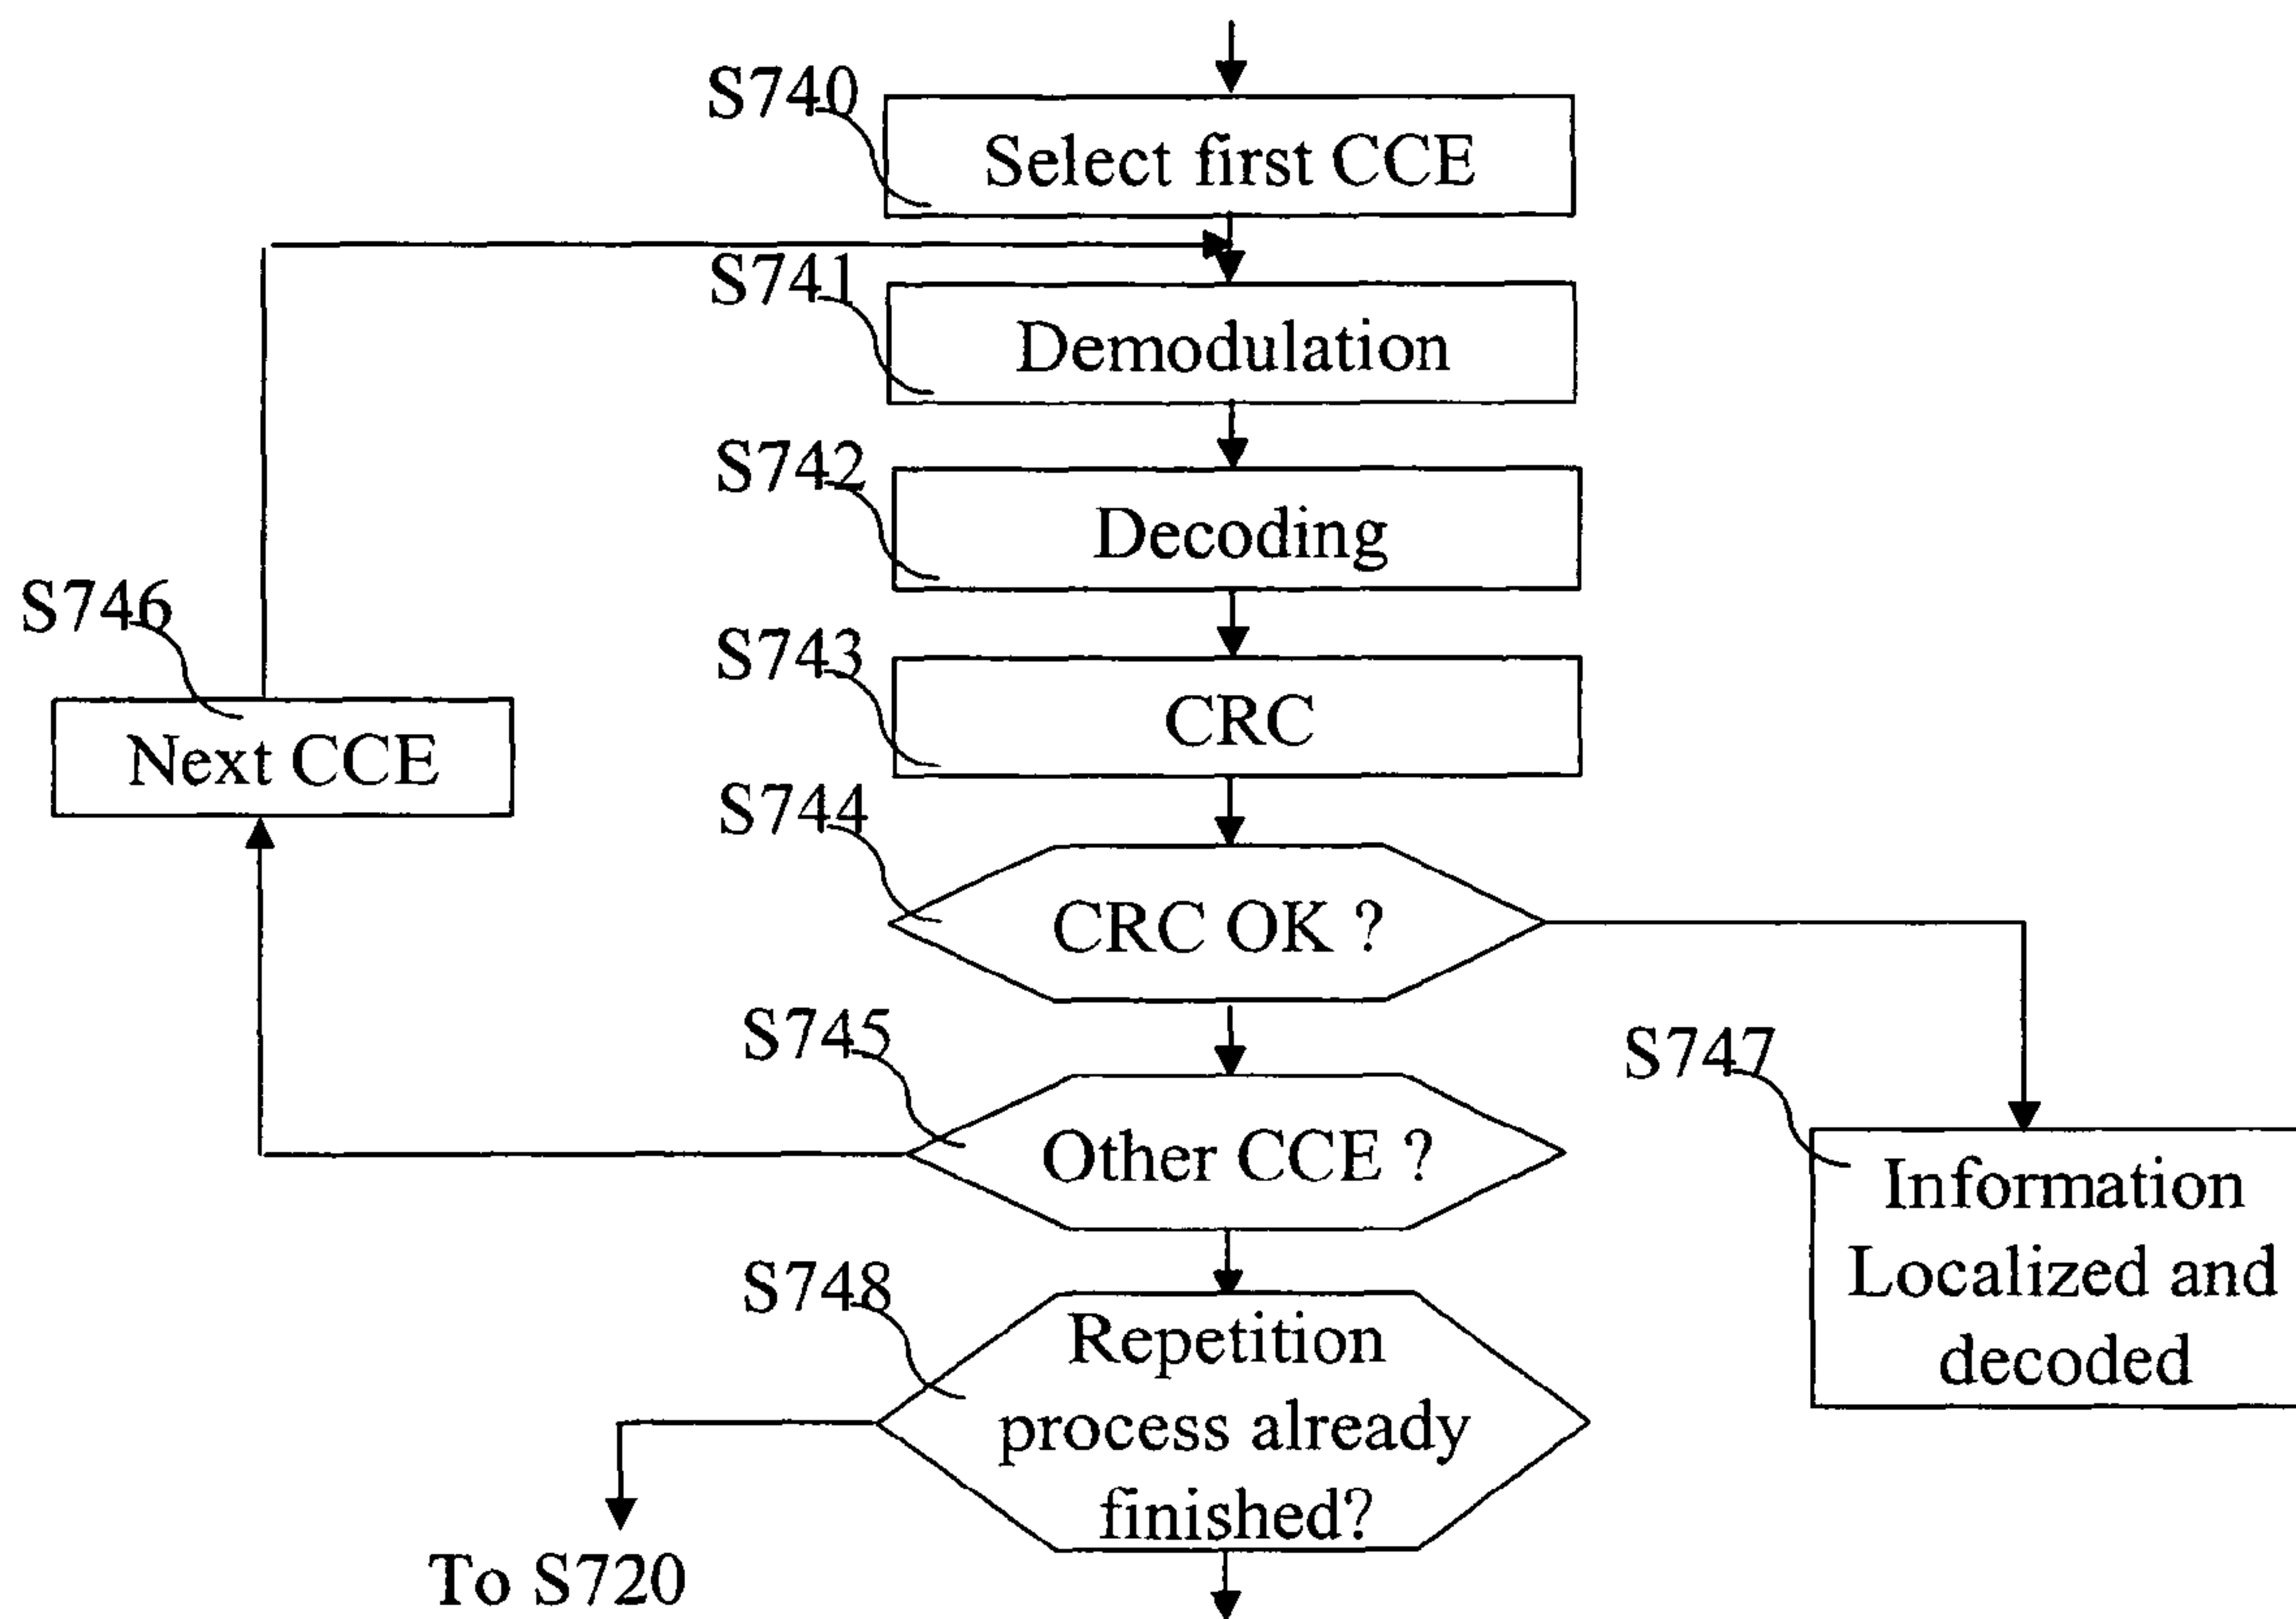 S740
Select first CCE
S741
Demodulation
S742
Decoding
S746
S743
CRC
Next CCE
S744
CRC OK ?
S745
Other CCE ?
S747
Information
Localized and
decoded
S748
Repetition
process already
finished?
To S720